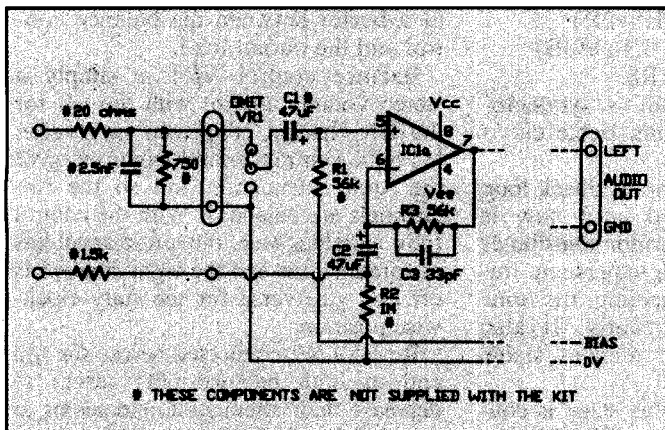 #20 ohms
OMIT
VR1
C1 #
47uF
+
Vcc
#2.5nF
750
#
R1
56k
#
5
+
6
-
IC1a
8
7
4
Vee
LEFT
AUDIO
OUT
GND
R3 56k
C3 33pF
+
C2
47uF
#1.5k
R2
1M
#
BIAS
0V
# THESE COMPONENTS ARE NOT SUPPLIED WITH THE KIT